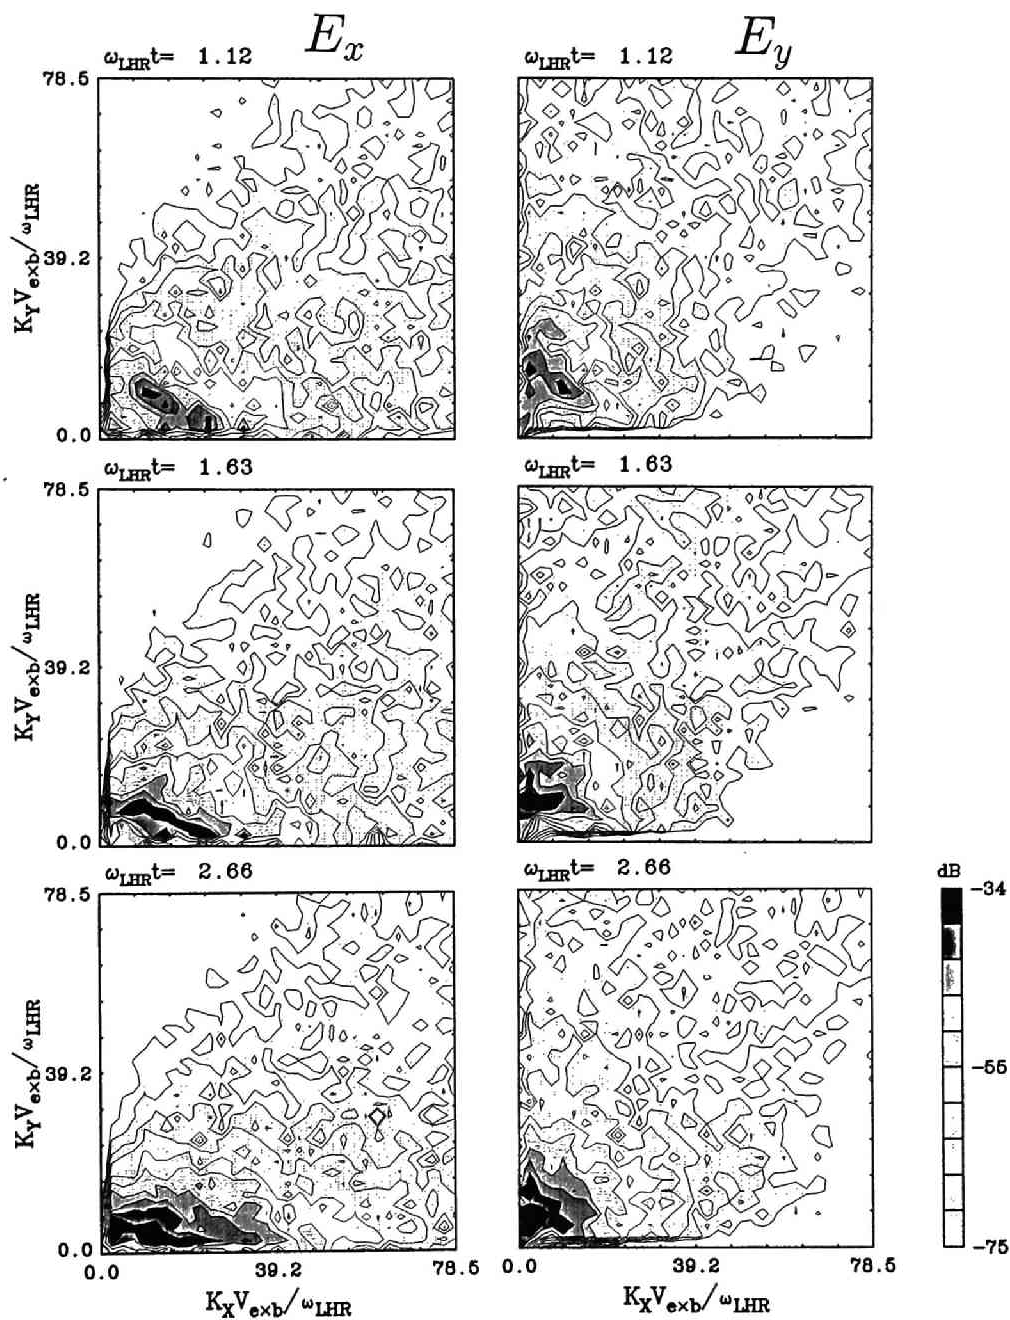 E_x E_y
ω_LHR t= 1.12 ω_LHR t= 1.12
78.5
39.2
0.0
K_Y V_e×b/ω_LHR
ω_LHR t= 1.63 ω_LHR t= 1.63
78.5
39.2
0.0
K_Y V_e×b/ω_LHR
ω_LHR t= 2.66 ω_LHR t= 2.66
78.5
39.2
0.0
K_Y V_e×b/ω_LHR
dB
-34
-55
-75
0.0 39.2 78.5 0.0 39.2 78.5
K_X V_e×b/ω_LHR K_X V_e×b/ω_LHR